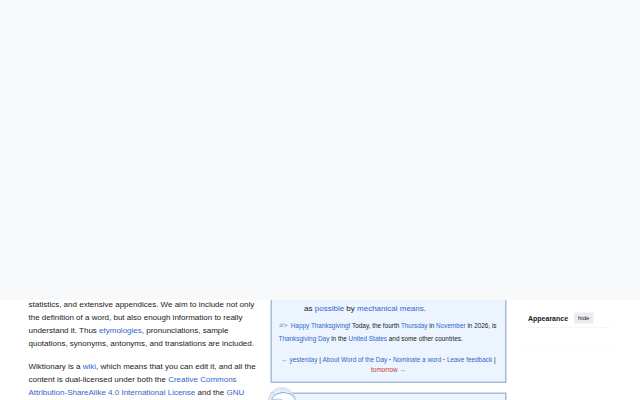 statistics, and extensive appendices. We aim to include not only
the definition of a word, but also enough information to really
understand it. Thus etymologies, pronunciations, sample
quotations, synonyms, antonyms, and translations are included.
Wiktionary is a wiki, which means that you can edit it, and all the
content is dual-licensed under both the Creative Commons
Attribution-ShareAlike 4.0 International License and the GNU
as possible by mechanical means.
Happy Thanksgiving! Today, the fourth Thursday in November in 2026, is
Thanksgiving Day in the United States and some other countries.
← yesterday | About Word of the Day • Nominate a word • Leave feedback |
tomorrow →
Appearance hide